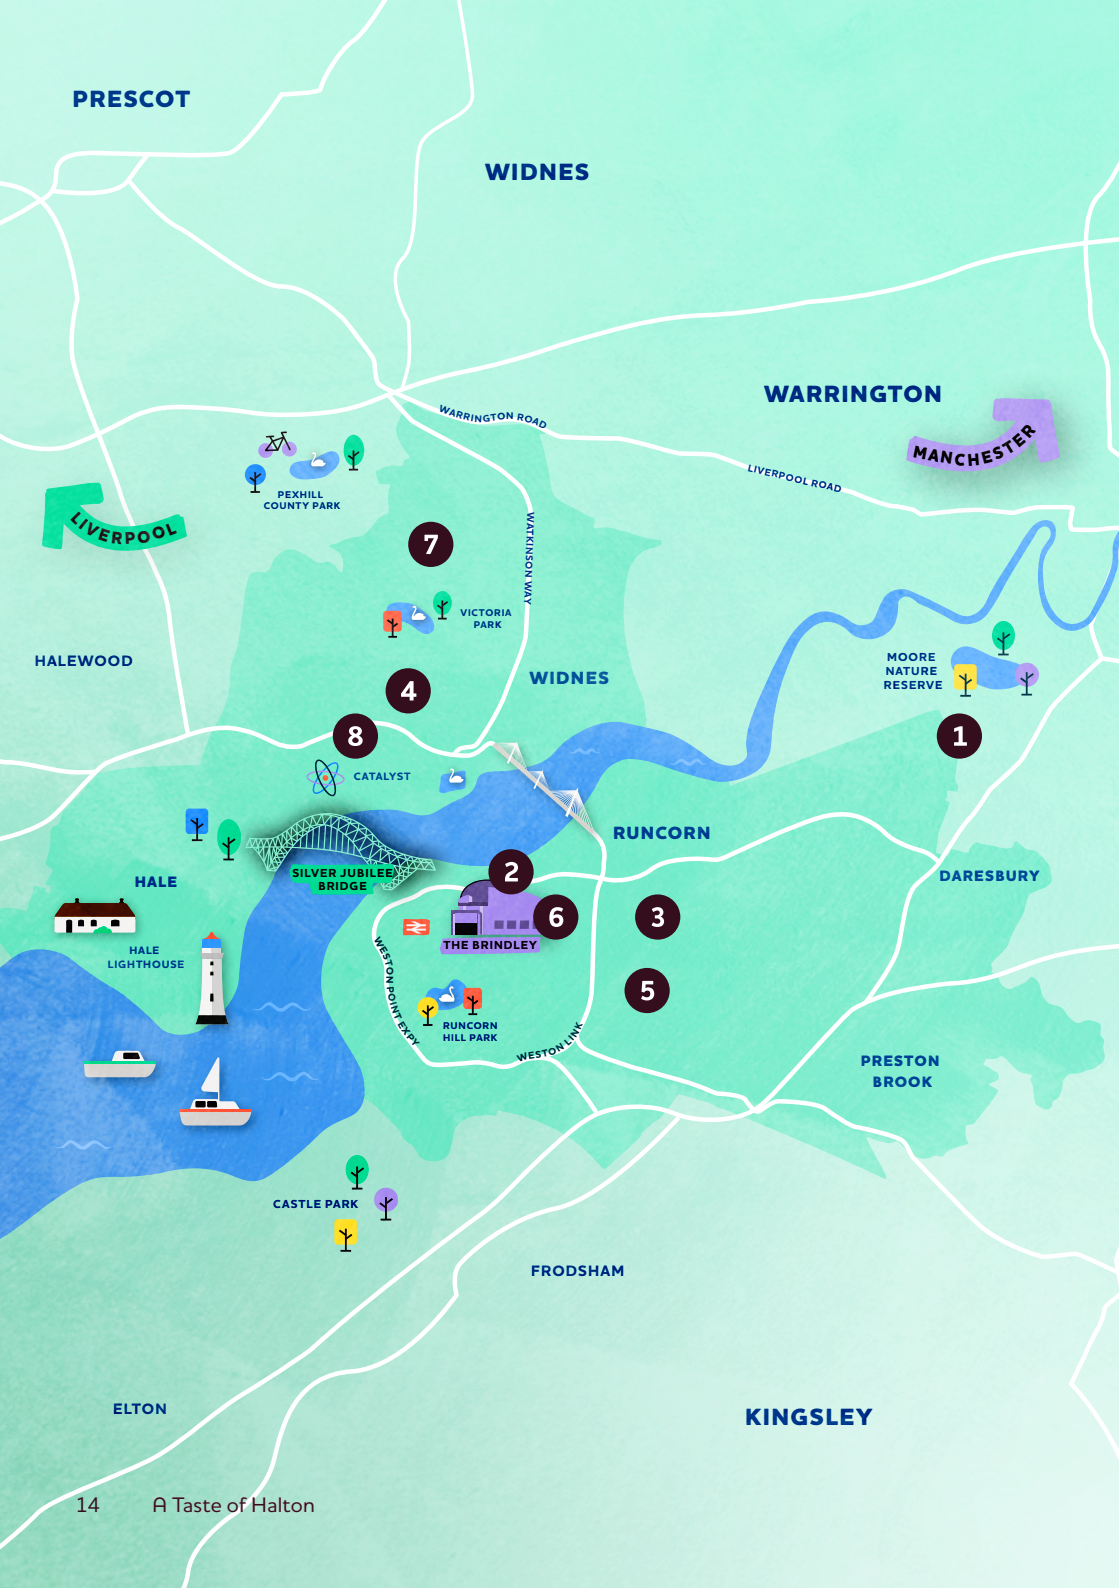 PRESCOT
WIDNES
WARRINGTON
MANCHESTER
WARRINGTON ROAD
LIVERPOOL ROAD
PEXHILL
COUNTY PARK
LIVERPOOL
WATKINSON WAY
7
VICTORIA
PARK
HALEWOOD
WIDNES
4
MOORE
NATURE
RESERVE
8
1
CATALYST
RUNCORN
SILVER JUBILEE
BRIDGE
2
DARESBURY
HALE
6
3
THE BRINDLEY
HALE
LIGHTHOUSE
WESTON POINT EXPY
5
RUNCORN
HILL PARK
WESTON LINK
PRESTON
BROOK
CASTLE PARK
FRODSHAM
ELTON
KINGSLEY
14 A Taste of Halton